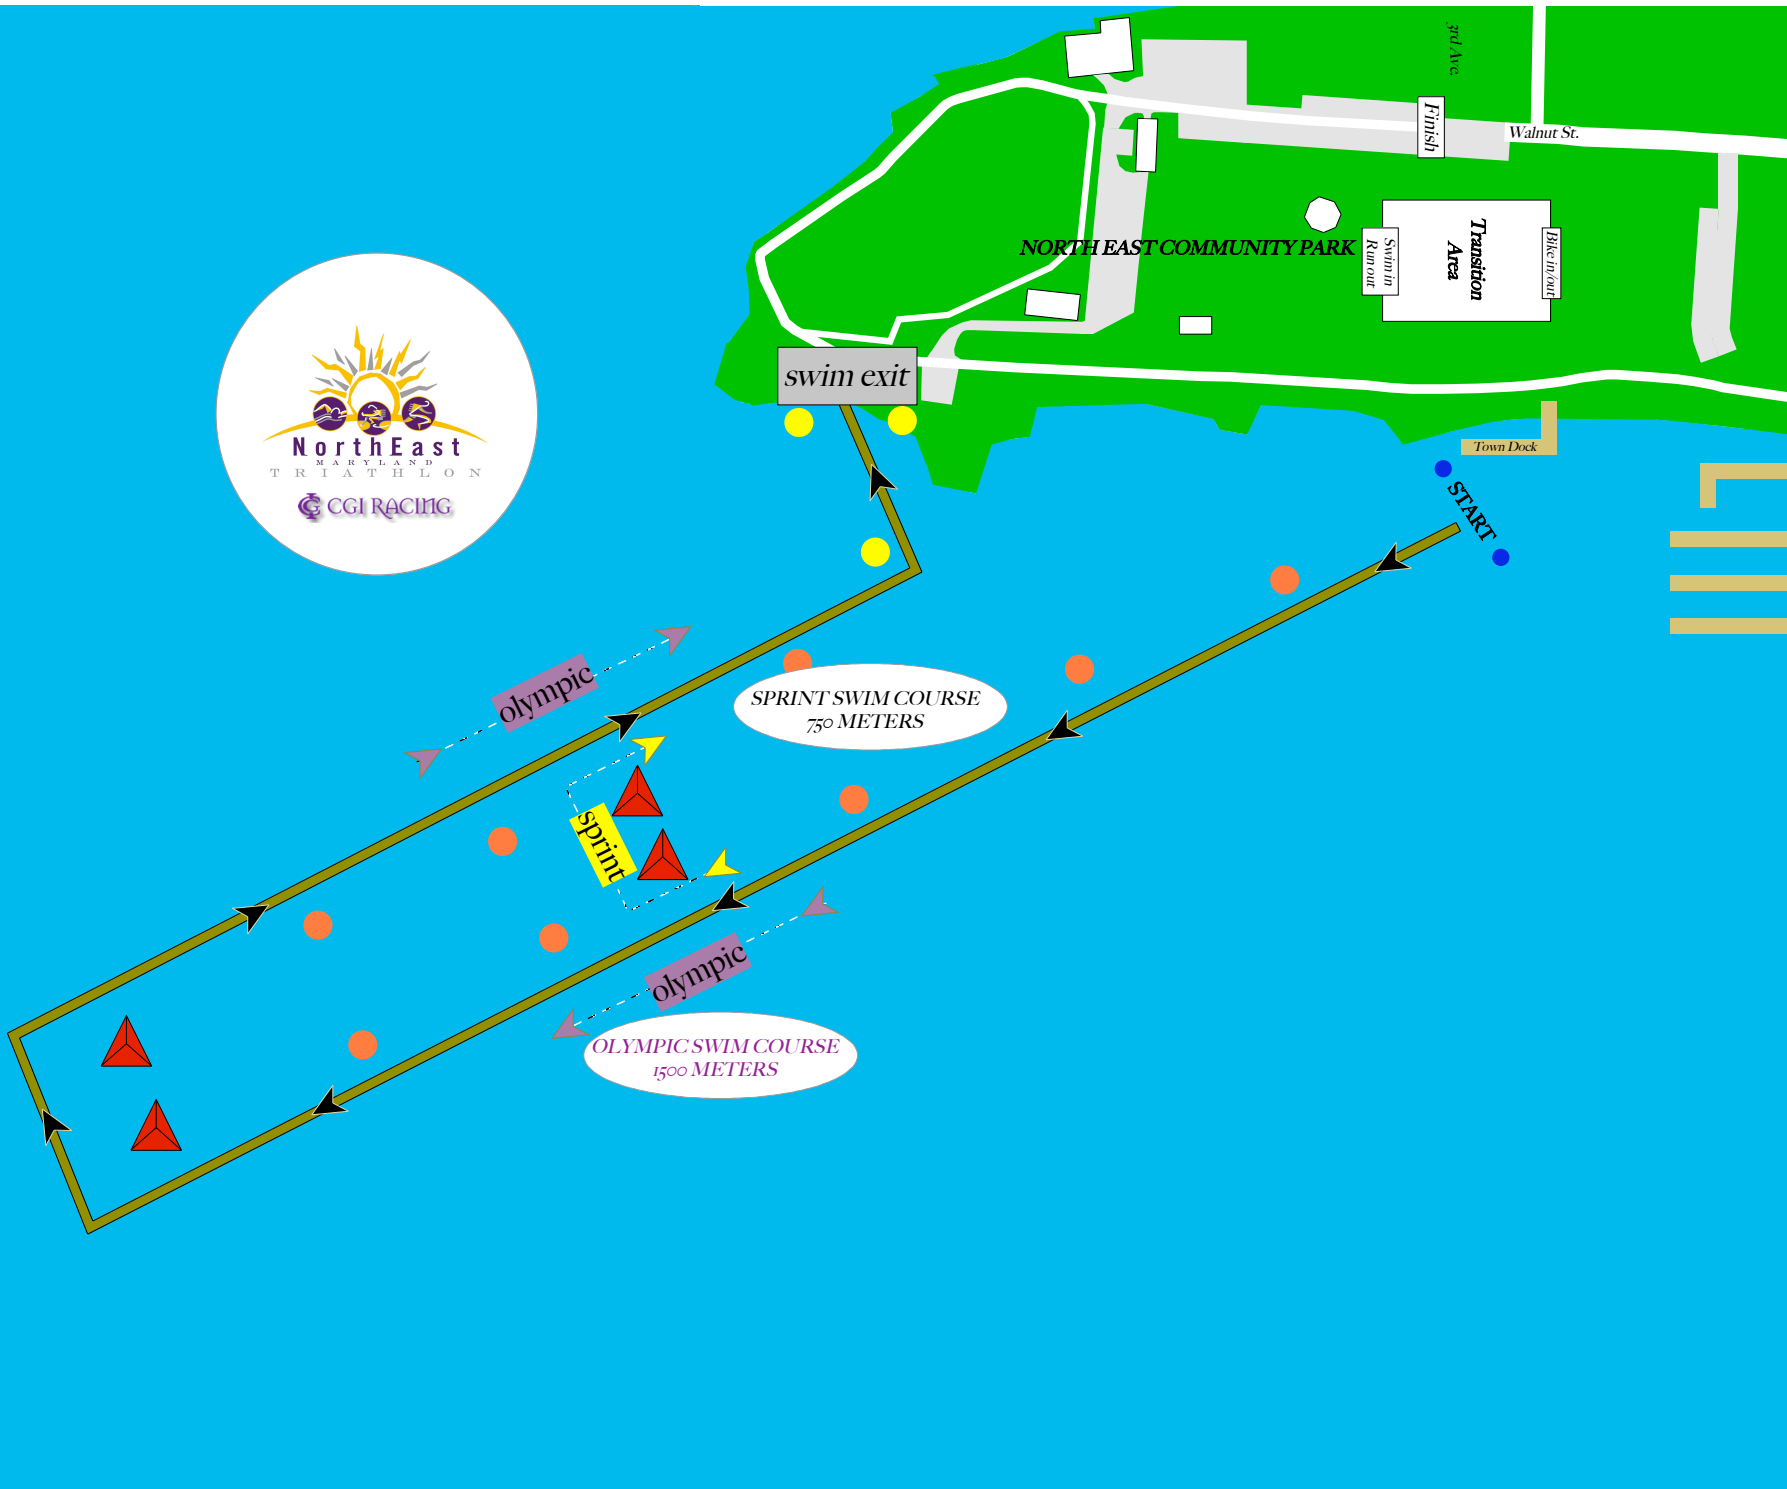 3rd Ave.
Finish
Walnut St.
NORTH EAST COMMUNITY PARK
Swim in
Run out
Transition
Area
Bike in/out
swim exit
Town Dock
START
NorthEast
MARYLAND
TRIATHLON
CGI RACING
olympic
SPRINT SWIM COURSE
750 METERS
sprint
olympic
OLYMPIC SWIM COURSE
1500 METERS